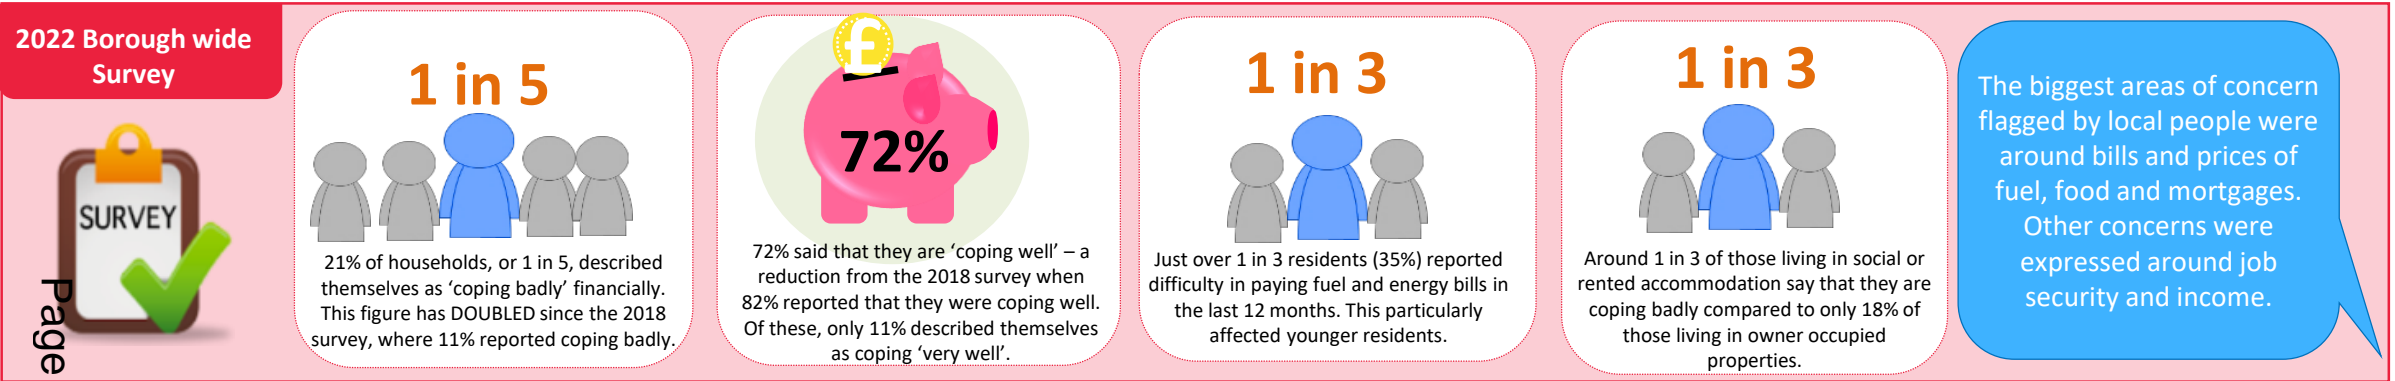 2022 Borough wide
Survey
SURVEY
Page
1 in 5
21% of households, or 1 in 5, described
themselves as ‘coping badly’ financially.
This figure has DOUBLED since the 2018
survey, where 11% reported coping badly.
£
72%
72% said that they are ‘coping well’ – a
reduction from the 2018 survey when
82% reported that they were coping well.
Of these, only 11% described themselves
as coping ‘very well’.
1 in 3
Just over 1 in 3 residents (35%) reported
difficulty in paying fuel and energy bills in
the last 12 months. This particularly
affected younger residents.
1 in 3
Around 1 in 3 of those living in social or
rented accommodation say that they are
coping badly compared to only 18% of
those living in owner occupied
properties.
The biggest areas of concern
flagged by local people were
around bills and prices of
fuel, food and mortgages.
Other concerns were
expressed around job
security and income.